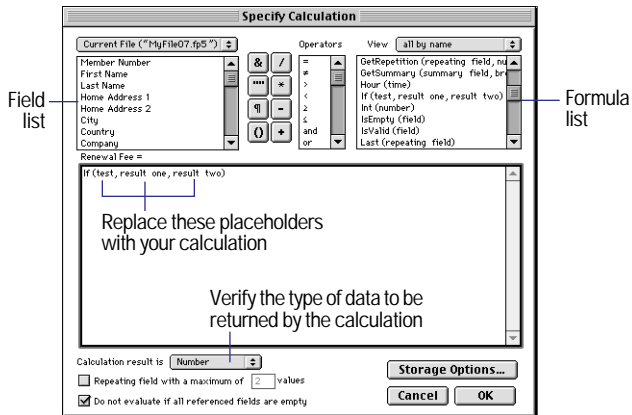 Specify Calculation
Current File ("MyFile07.fp5")
Operators
View
all by name
Member Number
First Name
Last Name
Home Address 1
Home Address 2
City
Country
Company
& /
"" *
¶ -
() +
=
≠
>
<
≥
≤
and
or
GetRepetition (repeating field, nu
GetSummary (summary field, bre
Hour (time)
If (test, result one, result two)
Int (number)
IsEmpty (field)
IsValid (field)
Last (repeating field)
Field
list
Formula
list
Renewal Fee =
If (test, result one, result two)
Replace these placeholders
with your calculation
Verify the type of data to be
returned by the calculation
Calculation result is Number
Repeating field with a maximum of 2 values
Do not evaluate if all referenced fields are empty
Storage Options...
Cancel
OK